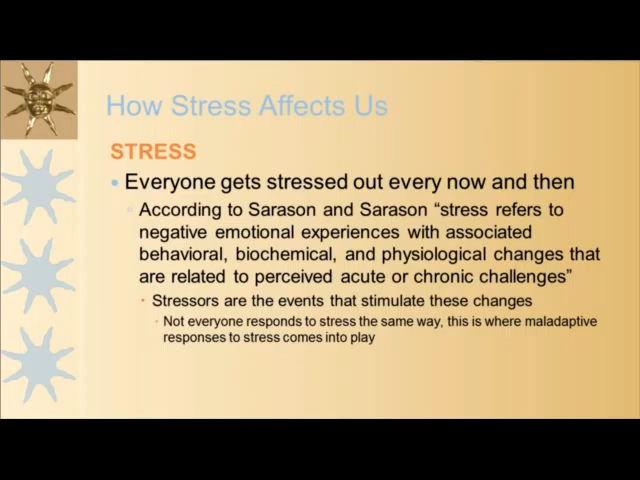 How Stress Affects Us
STRESS
Everyone gets stressed out every now and then
According to Sarason and Sarason “stress refers to
negative emotional experiences with associated
behavioral, biochemical, and physiological changes that
are related to perceived acute or chronic challenges”
Stressors are the events that stimulate these changes
Not everyone responds to stress the same way, this is where maladaptive
responses to stress comes into play